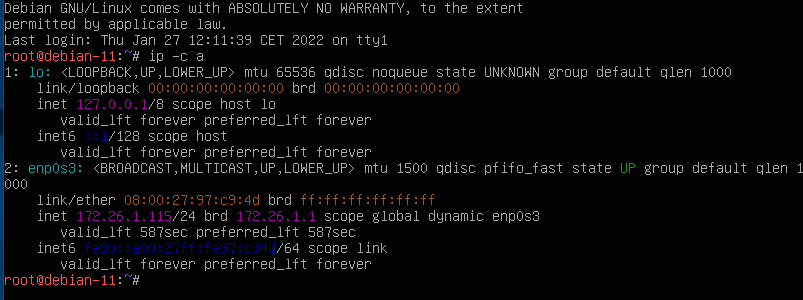 Debian GNU/Linux comes with ABSOLUTELY NO WARRANTY, to the extent
permitted by applicable law.
Last login: Thu Jan 27 12:11:39 CET 2022 on tty1
root@debian-11:~# ip -c a
1: lo: <LOOPBACK,UP,LOWER_UP> mtu 65536 qdisc noqueue state UNKNOWN group default qlen 1000
link/loopback 00:00:00:00:00:00 brd 00:00:00:00:00:00
inet 127.0.0.1/8 scope host lo
valid_lft forever preferred_lft forever
inet6 ::1/128 scope host
valid_lft forever preferred_lft forever
2: enp0s3: <BROADCAST,MULTICAST,UP,LOWER_UP> mtu 1500 qdisc pfifo_fast state UP group default qlen 1
000
link/ether 08:00:27:97:c9:4d brd ff:ff:ff:ff:ff:ff
inet 172.26.1.115/24 brd 172.26.1.1 scope global dynamic enp0s3
valid_lft 587sec preferred_lft 587sec
inet6 fe80::a00:27ff:fe97:c94d/64 scope link
valid_lft forever preferred_lft forever
root@debian-11:~#